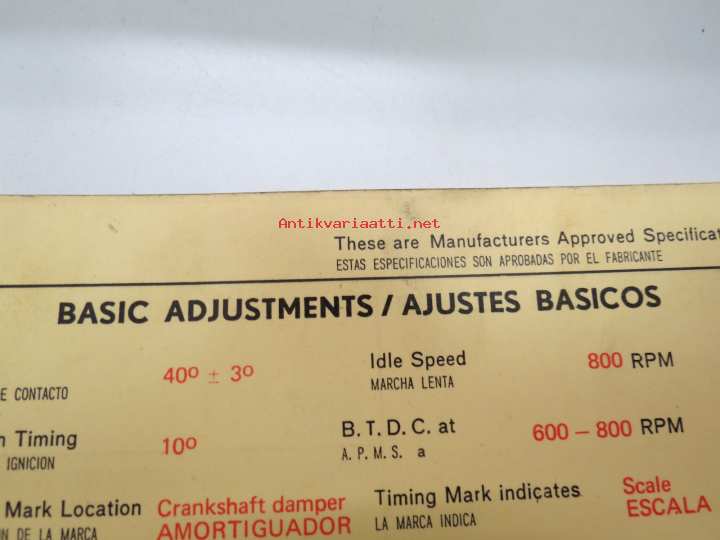 Antikvariaatti.net
These are Manufacturers Approved
ESTAS ESPECIFICACIONES SON APROBADAS POR EL FABRICANTE
BASIC ADJUSTMENTS / AJUSTES BASICOS
40º ± 3º Idle Speed 800 RPM
CONTACTO MARCHA LENTA
Timing 10º B. T. D. C. at 600 – 800 RPM
IGNICION A. P. M. S. a
Mark Location Crankshaft damper Timing Mark indicates Scale
DE LA MARCA AMORTIGUADOR LA MARCA INDICA ESCALA